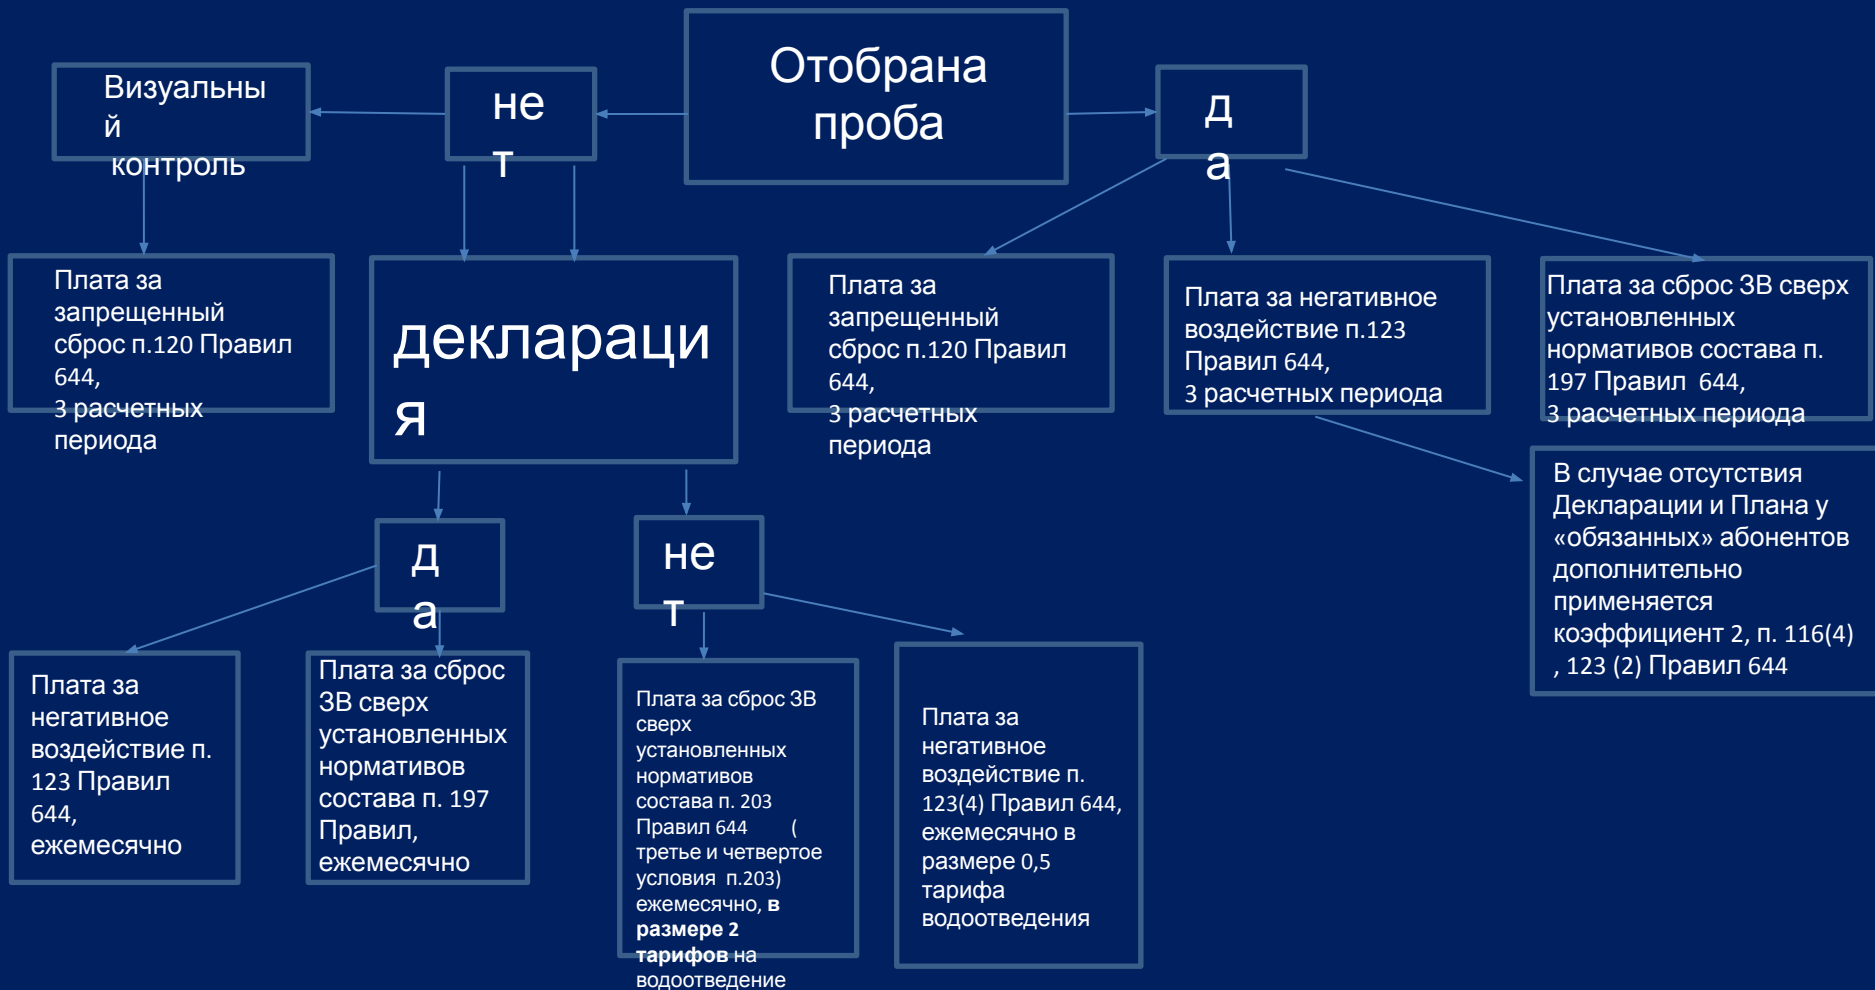 Отобрана
проба
Визуальны
й
контроль
не
т
д
а
Плата за
запрещенный
сброс п.120 Правил
644,
3 расчетных
периода
деклараци
я
Плата за
запрещенный
сброс п.120 Правил
644,
3 расчетных
периода
Плата за негативное
воздействие п.123
Правил 644,
3 расчетных периода
Плата за сброс ЗВ сверх
установленных
нормативов состава п.
197 Правил 644,
3 расчетных периода
В случае отсутствия
Декларации и Плана у
«обязанных» абонентов
дополнительно
применяется
коэффициент 2, п. 116(4)
, 123 (2) Правил 644
д
а
не
т
Плата за
негативное
воздействие п.
123 Правил
644,
ежемесячно
Плата за сброс
ЗВ сверх
установленных
нормативов
состава п. 197
Правил,
ежемесячно
Плата за сброс ЗВ
сверх
установленных
нормативов
состава п. 203
Правил 644 (
третье и четвертое
условия п.203)
ежемесячно, в
размере 2
тарифов на
водоотведение
Плата за
негативное
воздействие п.
123(4) Правил 644,
ежемесячно в
размере 0,5
тарифа
водоотведения